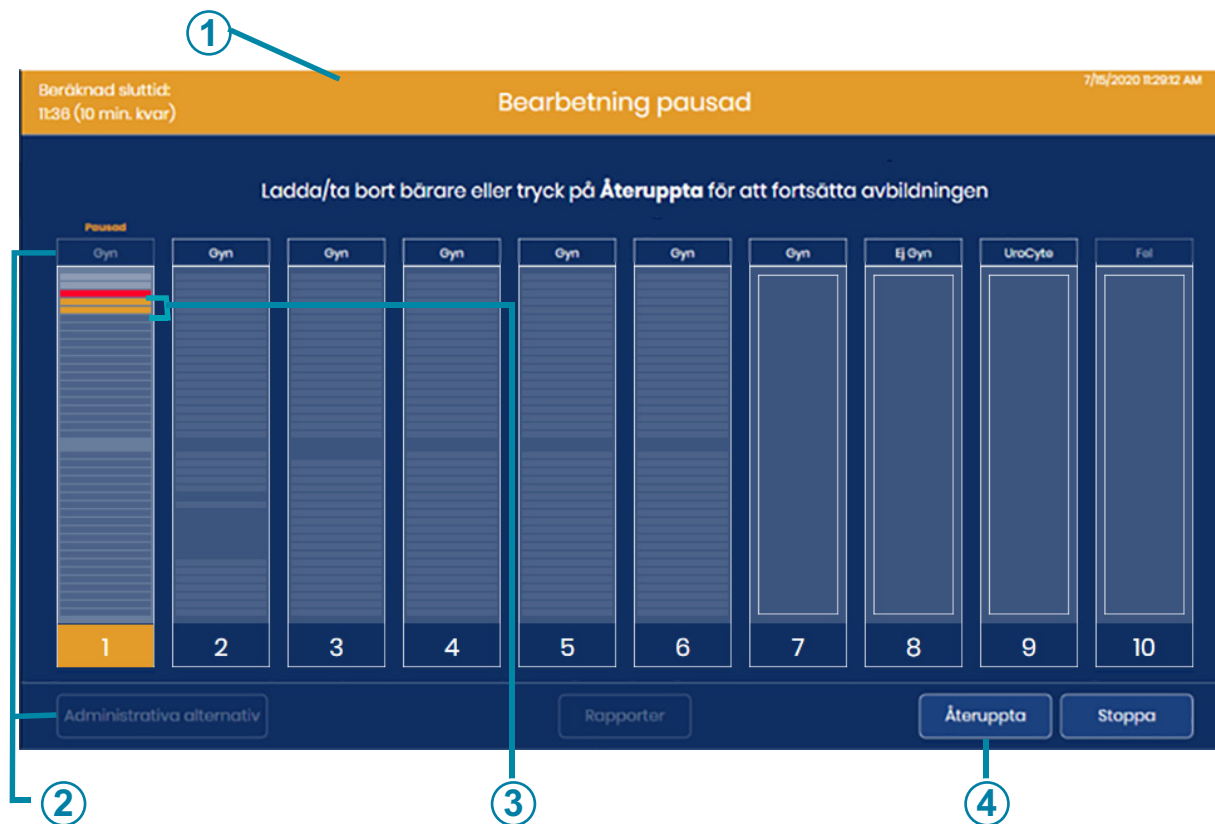 1
Beräknad sluttid:
11:36 (10 min. kvar)
Bearbetning pausad
7/15/2020 11:29:12 AM
Ladda/ta bort bärare eller tryck på Återuppta för att fortsätta avbildningen
Pausad
Gyn Gyn Gyn Gyn Gyn Gyn Gyn Ej Gyn UroCyte Fel
1 2 3 4 5 6 7 8 9 10
Administrativa alternativ Rapporter Återuppta Stoppa
2 3 4